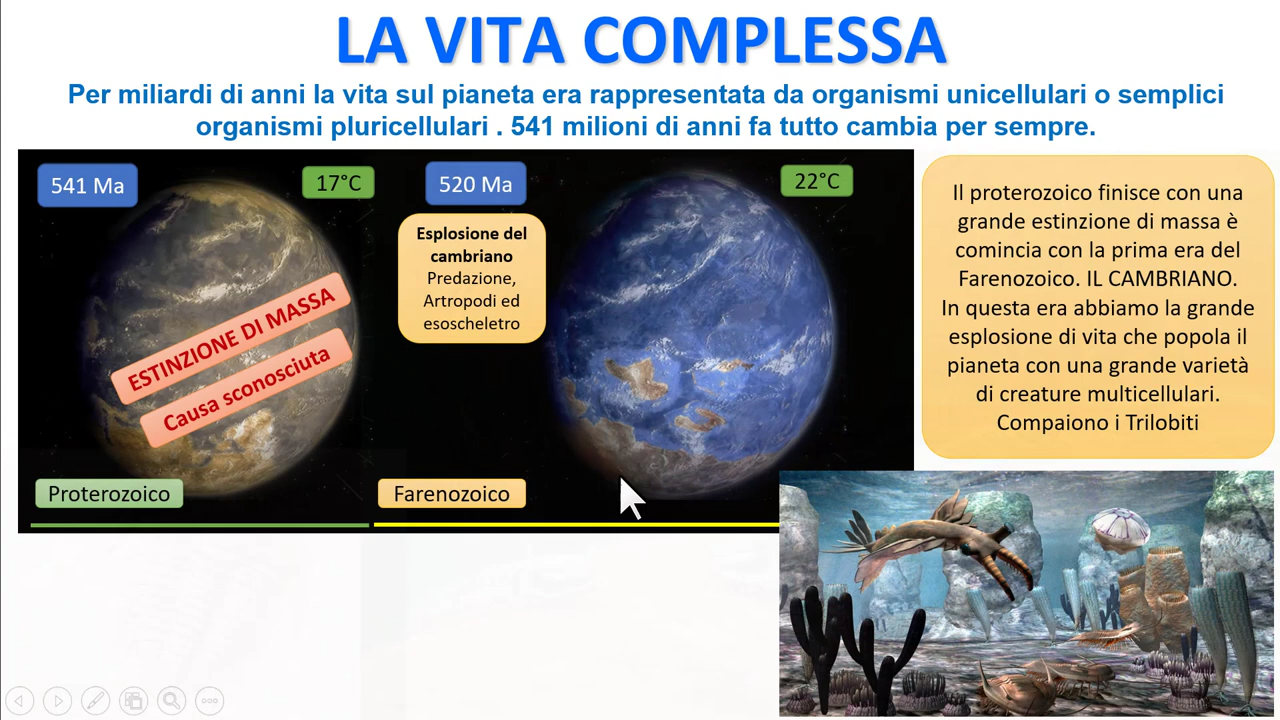 LA VITA COMPLESSA
Per miliardi di anni la vita sul pianeta era rappresentata da organismi unicellulari o semplici
organismi pluricellulari . 541 milioni di anni fa tutto cambia per sempre.
541 Ma
17°C
520 Ma
22°C
Esplosione del
cambriano
Predazione,
Artropodi ed
esoscheletro
ESTINZIONE DI MASSA
Causa sconosciuta
Proterozoico
Farenozoico
Il proterozoico finisce con una
grande estinzione di massa è
comincia con la prima era del
Farenozoico. IL CAMBRIANO.
In questa era abbiamo la grande
esplosione di vita che popola il
pianeta con una grande varietà
di creature multicellulari.
Compaiono i Trilobiti